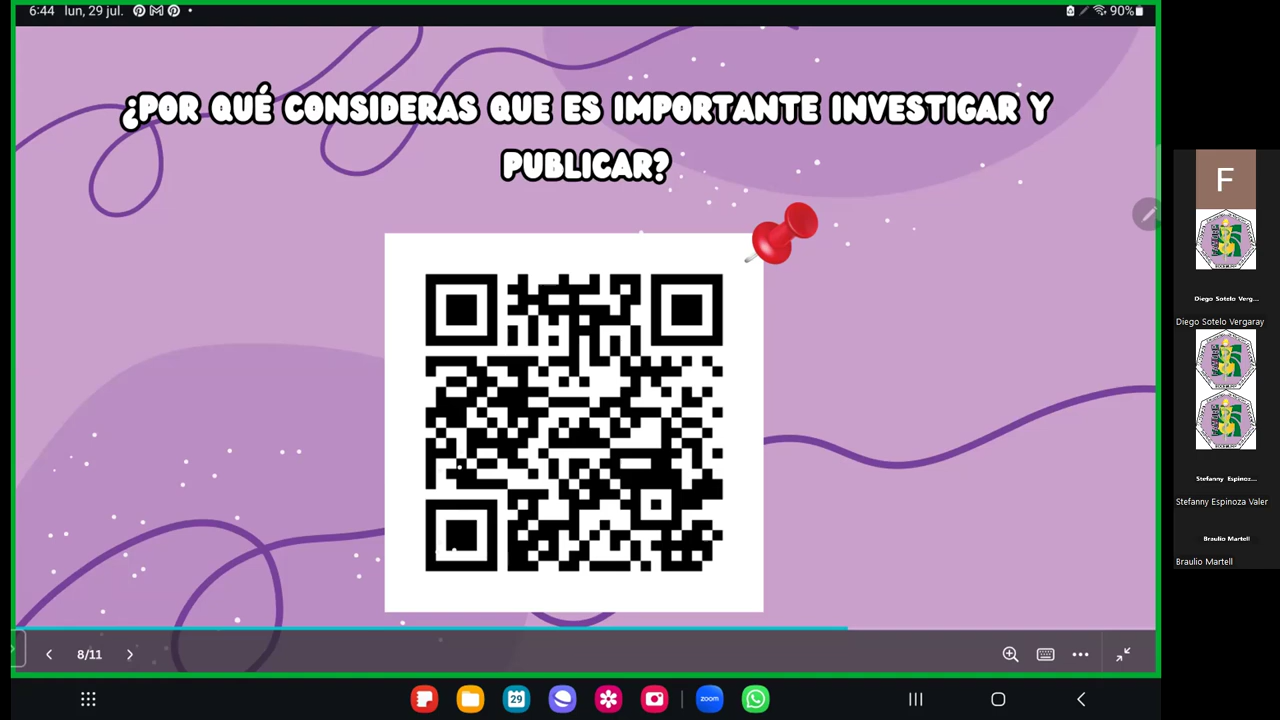 6:44 lun, 29 jul.
90%
¿POR QUÉ CONSIDERAS QUE ES IMPORTANTE INVESTIGAR Y
PUBLICAR?
F
Diego Sotelo Verg...
Diego Sotelo Vergaray
Stefanny Espinoz...
Stefanny Espinoza Valer
Braulio Martell
Braulio Martell
8/11
29
zoom